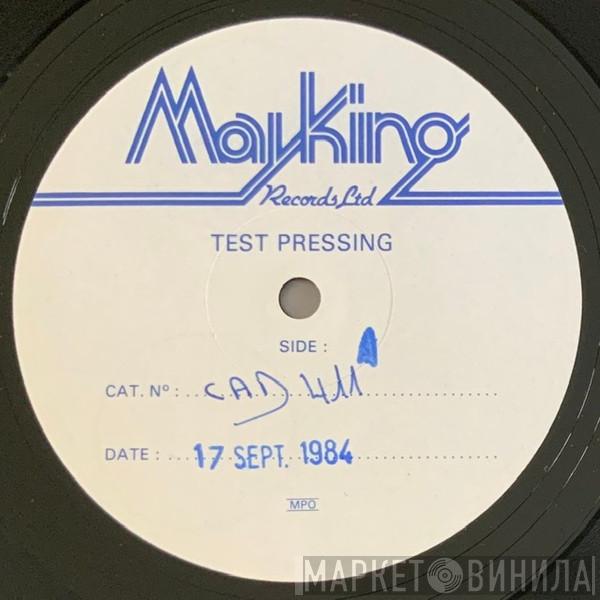 Mayking
Records Ltd
TEST PRESSING
SIDE : A
CAT. Nº : CAD 411
DATE : 17 SEPT. 1984
MPO
МАРКЕТ ВИНИЛА